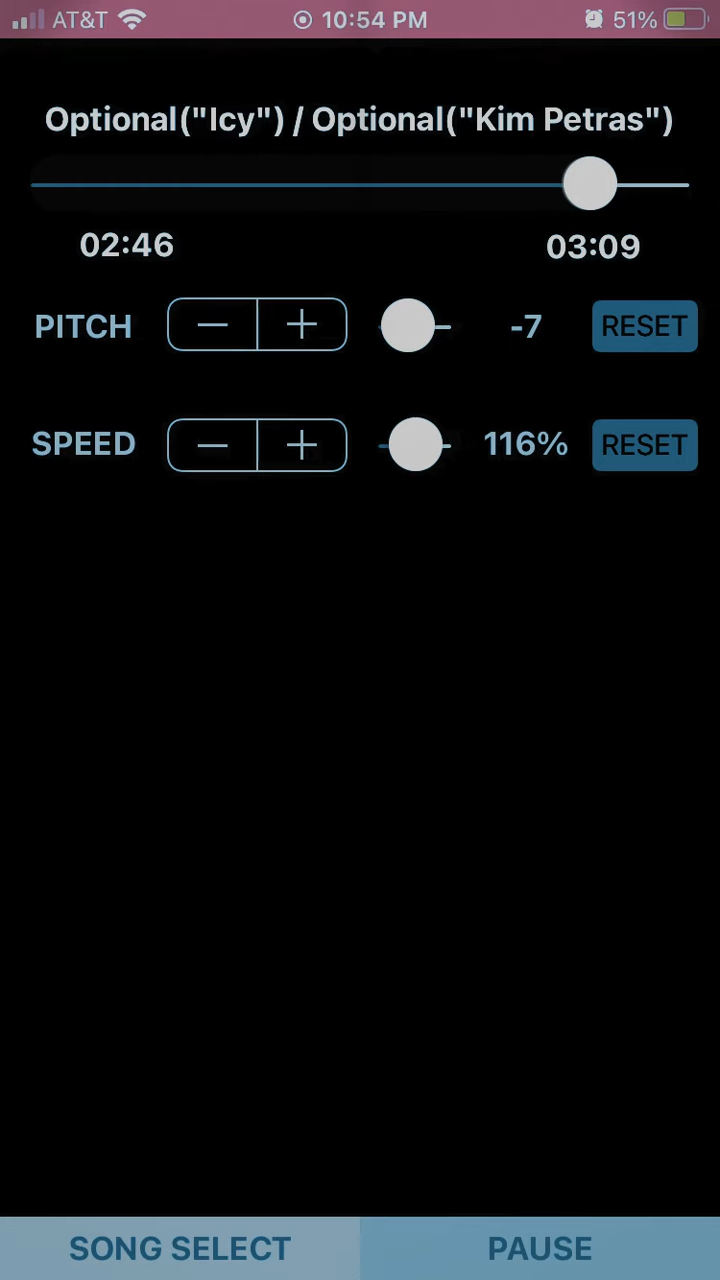 AT&T 10:54 PM 51%
Optional("Icy") / Optional("Kim Petras")
02:46 03:09
PITCH — + -7 RESET
SPEED — + 116% RESET
SONG SELECT PAUSE